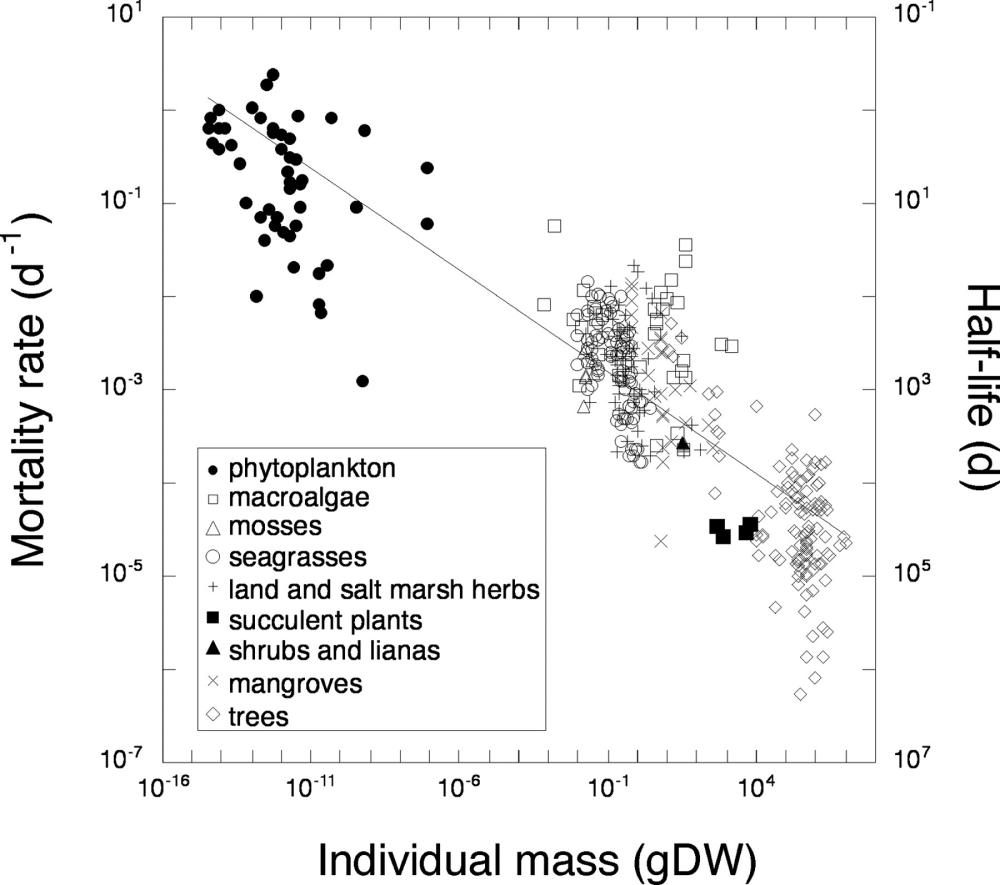 10^1
10^-1
10^-3
10^-5
10^-7
Mortality rate (d^-1)
10^-1
10^1
10^3
10^5
10^7
Half-life (d)
phytoplankton
macroalgae
mosses
seagrasses
land and salt marsh herbs
succulent plants
shrubs and lianas
mangroves
trees
10^-16
10^-11
10^-6
10^-1
10^4
Individual mass (gDW)